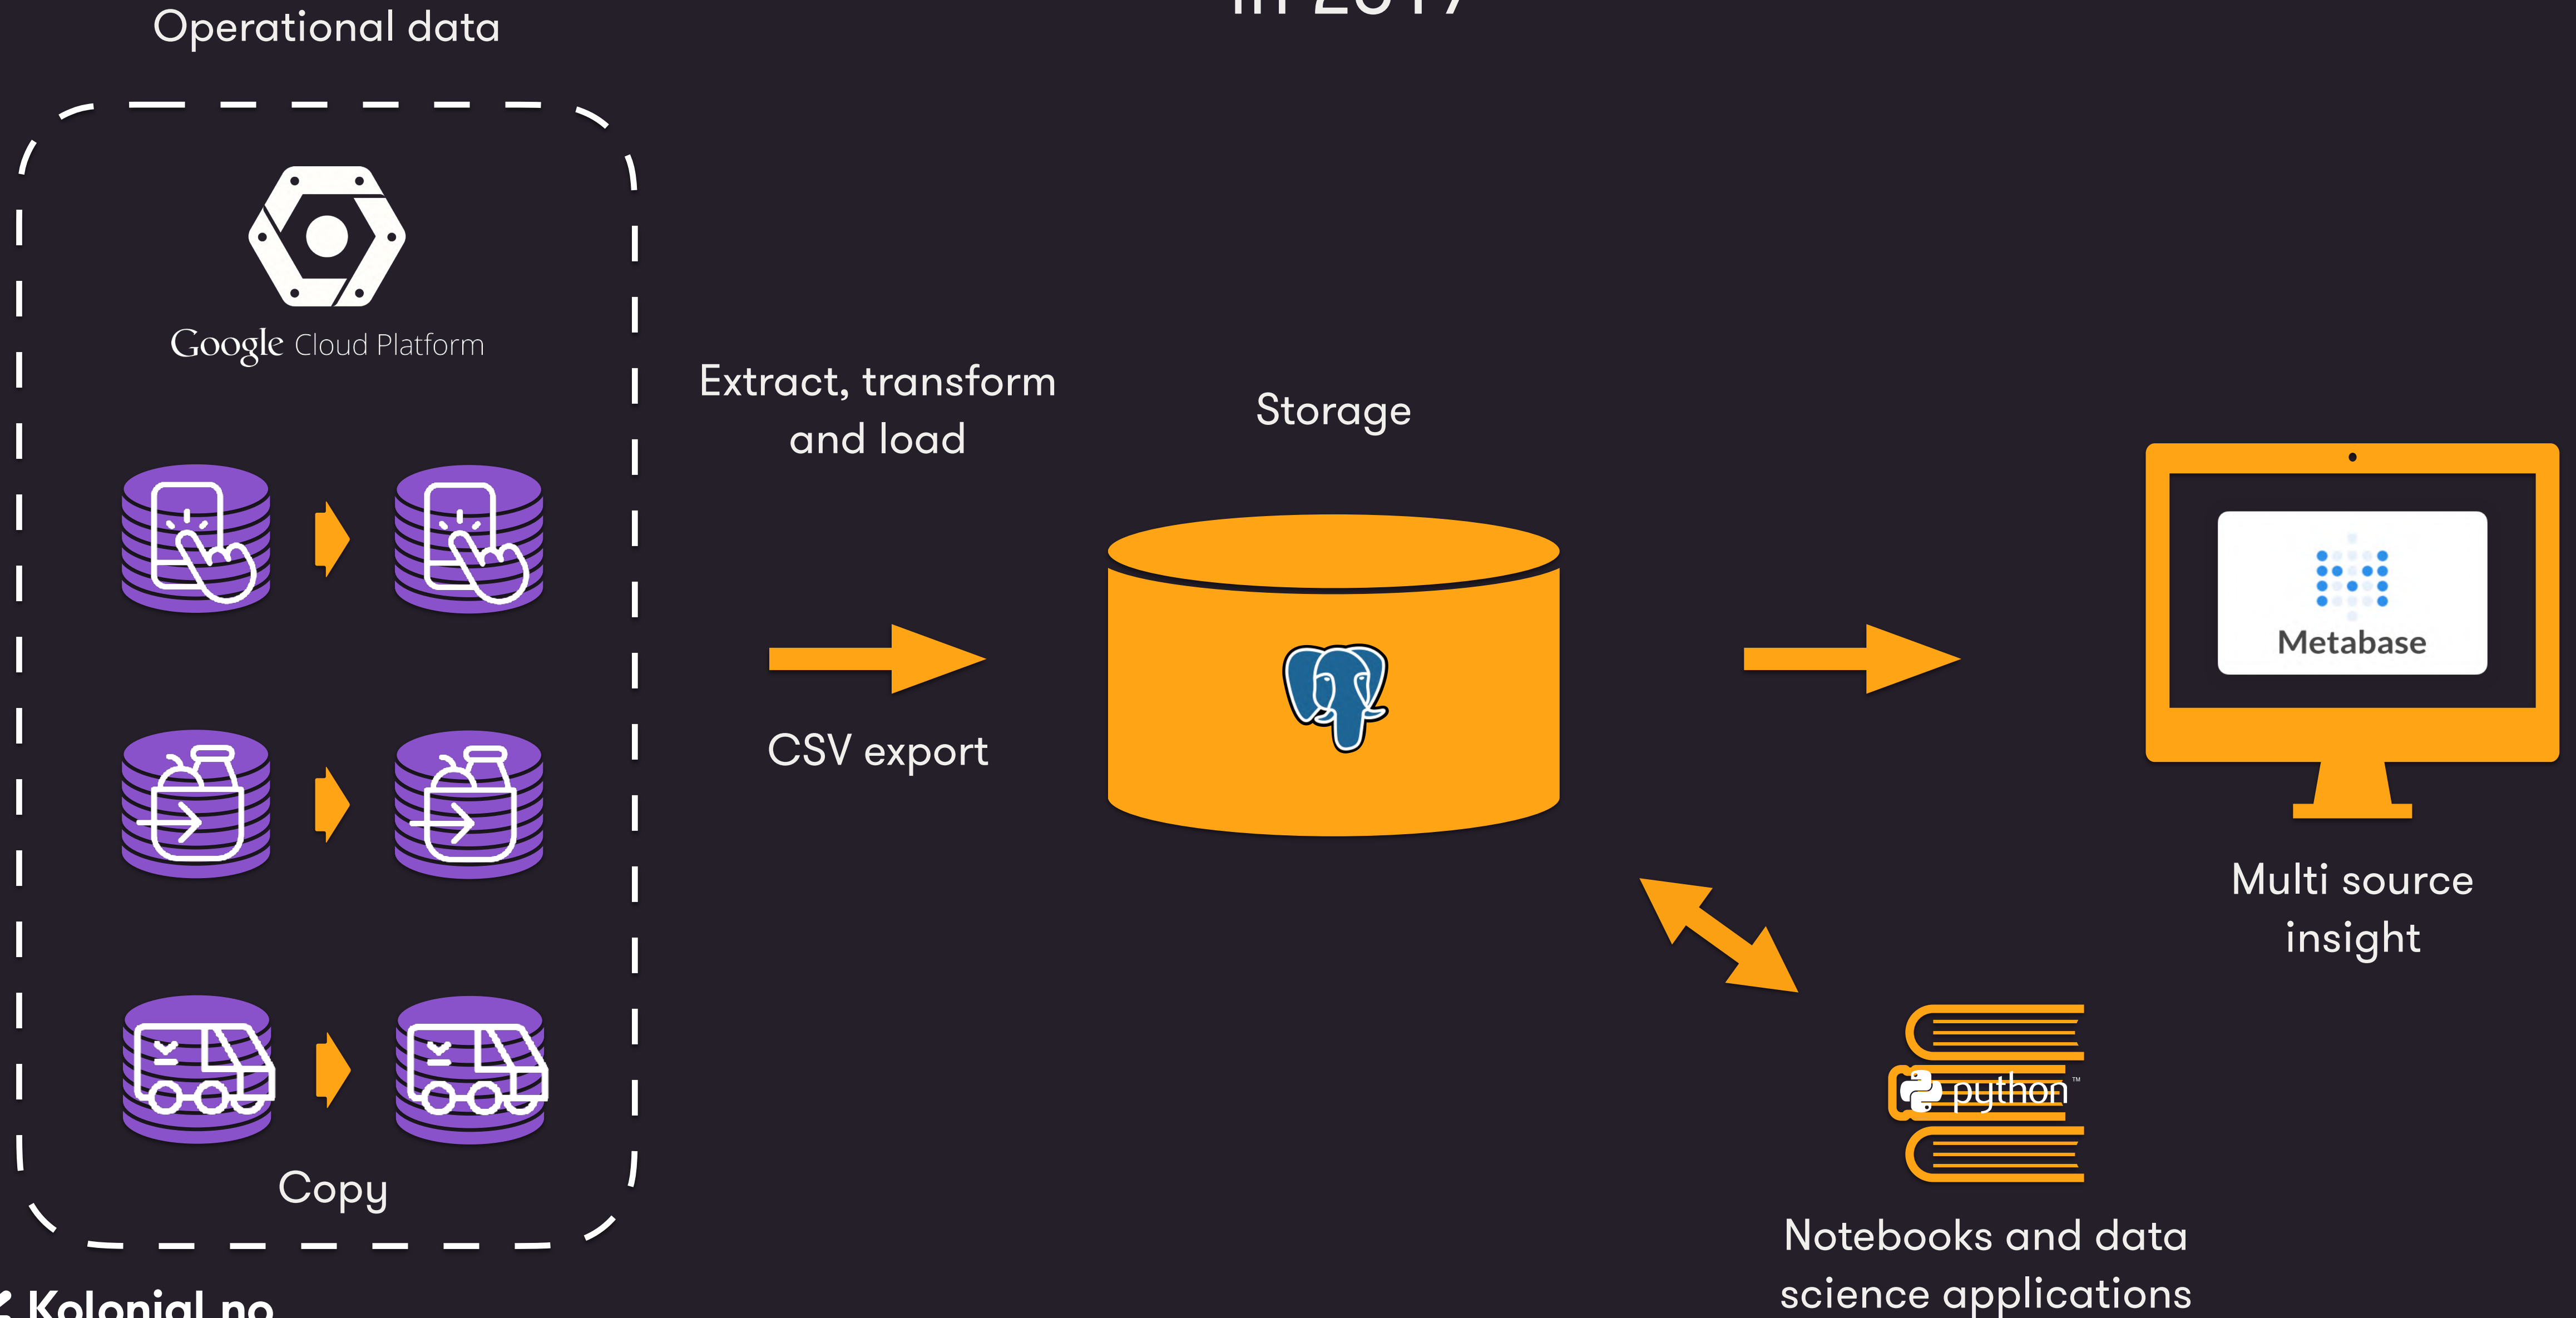 Operational data
Google Cloud Platform
Extract, transform
and load
Storage
CSV export
Metabase
Multi source
insight
python™
Copy
Notebooks and data
science applications
Kolonial.no